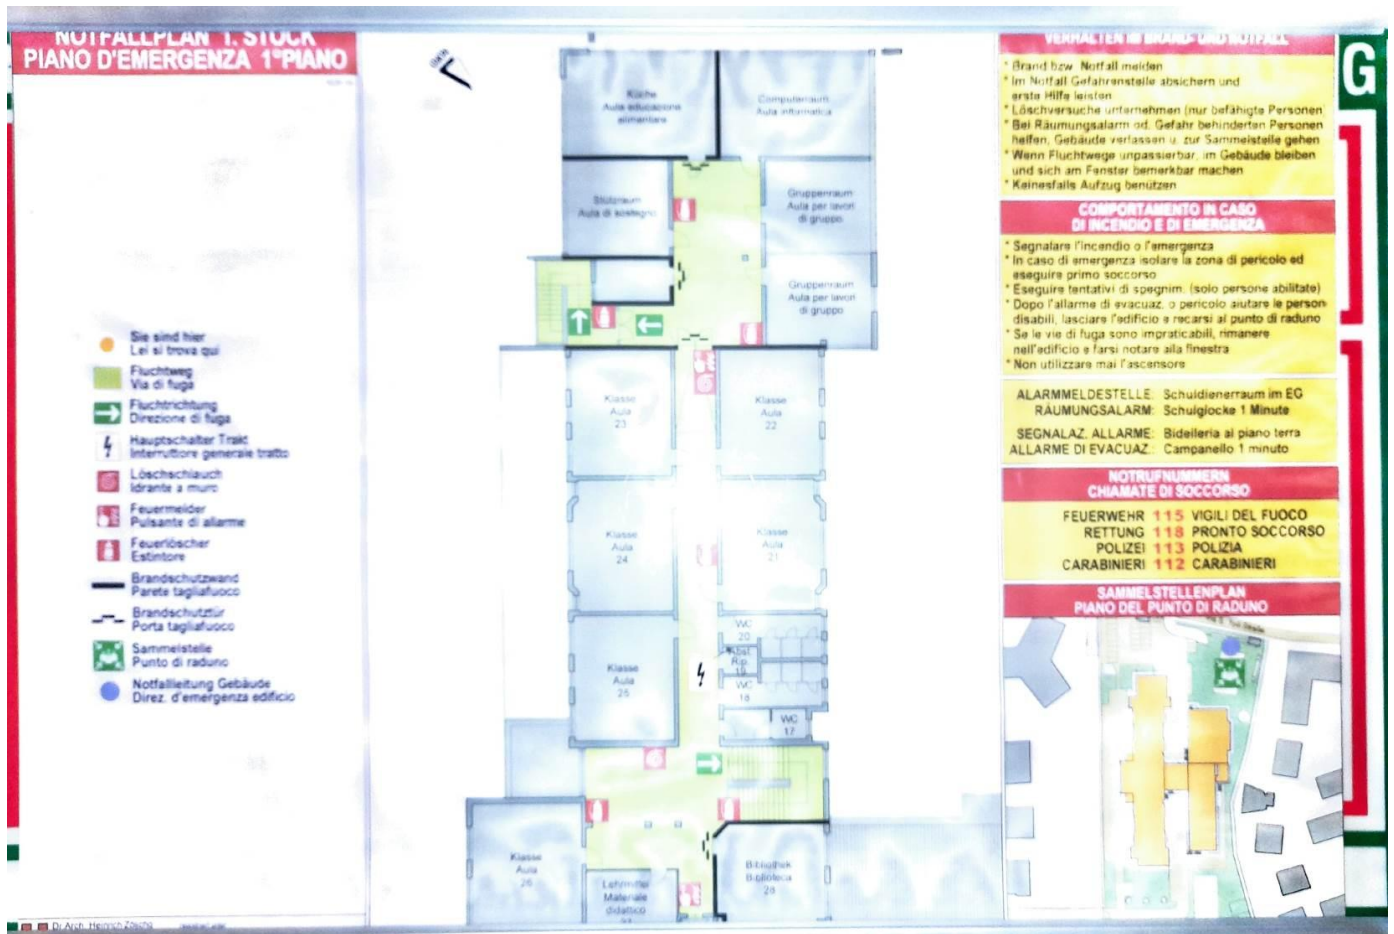 NOTFALLPLAN 1. STOCK
PIANO D'EMERGENZA 1°PIANO
Sie sind hier
Lei si trova qui
Fluchtweg
Via di fuga
Fluchtrichtung
Direzione di fuga
Hauptschalter Trakt
Interruttore generale tratto
Löschschlauch
Idrante a muro
Feuermelder
Pulsante di allarme
Feuerlöscher
Estintore
Brandschutzwand
Parete tagliafuoco
Brandschutztür
Porta tagliafuoco
Sammelstelle
Punto di raduno
Notfallleitung Gebäude
Direz. d'emergenza edificio
Dr. Arch. Heinrich Zöschg
Küche
Aula educazione
alimentare
Computerraum
Aula informatica
Stützraum
Aula di sostegno
Gruppenraum
Aula per lavori
di gruppo
Gruppenraum
Aula per lavori
di gruppo
Klasse
Aula
23
Klasse
Aula
22
Klasse
Aula
24
Klasse
Aula
21
Klasse
Aula
25
WC
20
Abst.
Rip.
19
WC
18
WC
17
Klasse
Aula
26
Lehrmittel
Materiale
didattico
27
Bibliothek
Biblioteca
28
VERHALTEN IM BRAND- UND NOTFALL
* Brand bzw. Notfall melden
* Im Notfall Gefahrenstelle absichern und
erste Hilfe leisten
* Löschversuche unternehmen (nur befähigte Personen)
* Bei Räumungsalarm od. Gefahr behinderten Personen
helfen, Gebäude verlassen u. zur Sammelstelle gehen
* Wenn Fluchtwege unpassierbar, im Gebäude bleiben
und sich am Fenster bemerkbar machen
* Keinesfalls Aufzug benützen
COMPORTAMENTO IN CASO
DI INCENDIO E DI EMERGENZA
* Segnalare l'incendio o l'emergenza
* In caso di emergenza isolare la zona di pericolo ed
eseguire primo soccorso
* Eseguire tentativi di spegnim. (solo persone abilitate)
* Dopo l'allarme di evacuaz. o pericolo aiutare le person
disabili, lasciare l'edificio e recarsi al punto di raduno
* Se le vie di fuga sono impraticabili, rimanere
nell'edificio e farsi notare alla finestra
* Non utilizzare mai l'ascensore
ALARMMELDESTELLE: Schuldienerraum im EG
RÄUMUNGSALARM: Schulglocke 1 Minute
SEGNALAZ. ALLARME: Bidelleria al piano terra
ALLARME DI EVACUAZ.: Campanello 1 minuto
NOTRUFNUMMERN
CHIAMATE DI SOCCORSO
FEUERWEHR 115 VIGILI DEL FUOCO
RETTUNG 118 PRONTO SOCCORSO
POLIZEI 113 POLIZIA
CARABINIERI 112 CARABINIERI
SAMMELSTELLENPLAN
PIANO DEL PUNTO DI RADUNO
G